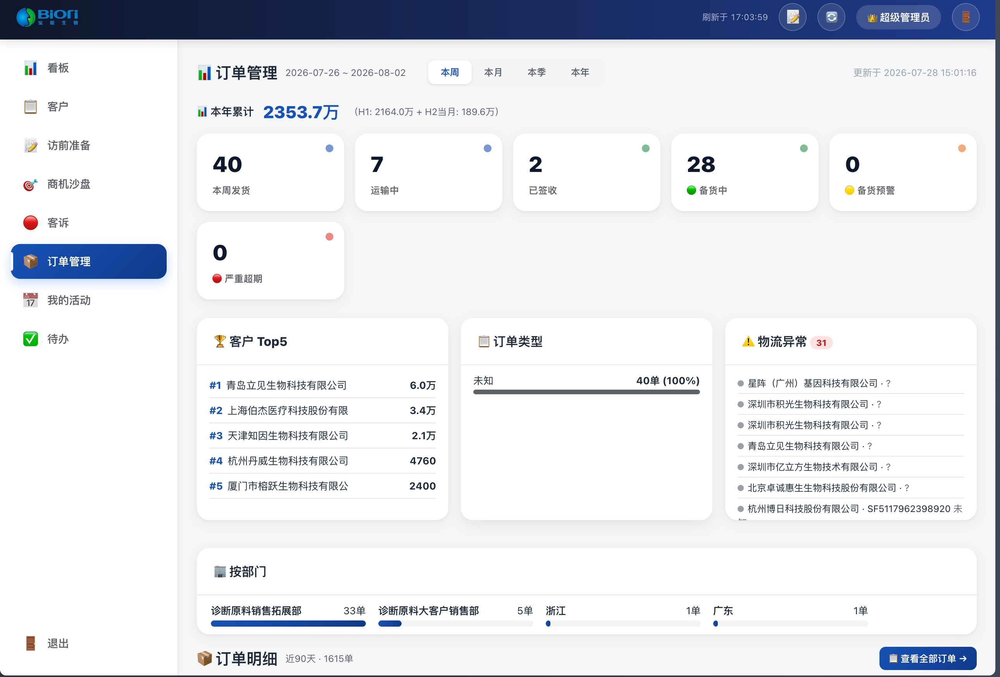 BiOri
宝锐生物
刷新于 17:03:59
超级管理员
看板
客户
访前准备
商机沙盘
客诉
订单管理
JUL
17
我的活动
待办
退出
订单管理 2026-07-26 ~ 2026-08-02 本周 本月 本季 本年 更新于 2026-07-28 15:01:16
本年累计 2353.7万 (H1: 2164.0万 + H2当月: 189.6万)
40
本周发货
7
运输中
2
已签收
28
备货中
0
备货预警
0
严重超期
客户 Top5
#1 青岛立见生物科技有限公司 6.0万
#2 上海伯杰医疗科技股份有限 3.4万
#3 天津知因生物科技有限公司 2.1万
#4 杭州丹威生物科技有限公司 4760
#5 厦门市榕跃生物科技有限公 2400
订单类型
未知 40单 (100%)
物流异常 31
星阵（广州）基因科技有限公司 · ?
深圳市积光生物科技有限公司 · ?
深圳市积光生物科技有限公司 · ?
青岛立见生物科技有限公司 · ?
深圳市亿立方生物技术有限公司 · ?
北京卓诚惠生生物科技股份有限公司 · ?
杭州博日科技股份有限公司 · SF5117962398920 未
按部门
诊断原料销售拓展部 33单
诊断原料大客户销售部 5单
浙江 1单
广东 1单
订单明细 近90天 · 1615单
查看全部订单 →